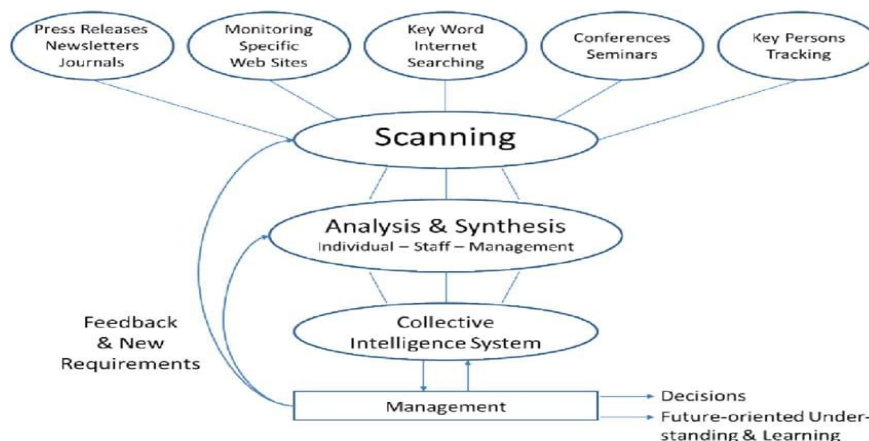 Press Releases
Newsletters
Journals
Monitoring
Specific
Web Sites
Key Word
Internet
Searching
Conferences
Seminars
Key Persons
Tracking
Scanning
Analysis & Synthesis
Individual – Staff – Management
Feedback
& New
Requirements
Collective
Intelligence System
Management
Decisions
Future-oriented Under-
standing & Learning